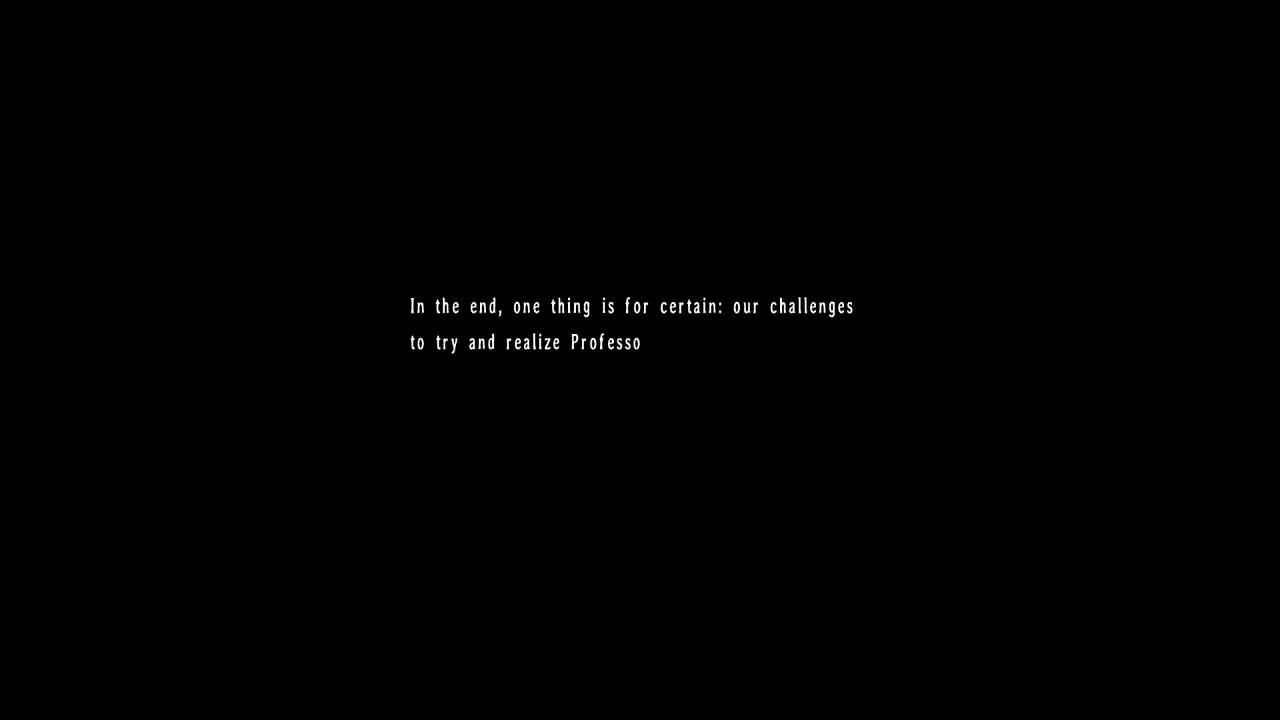 In the end, one thing is for certain: our challenges
to try and realize Professo